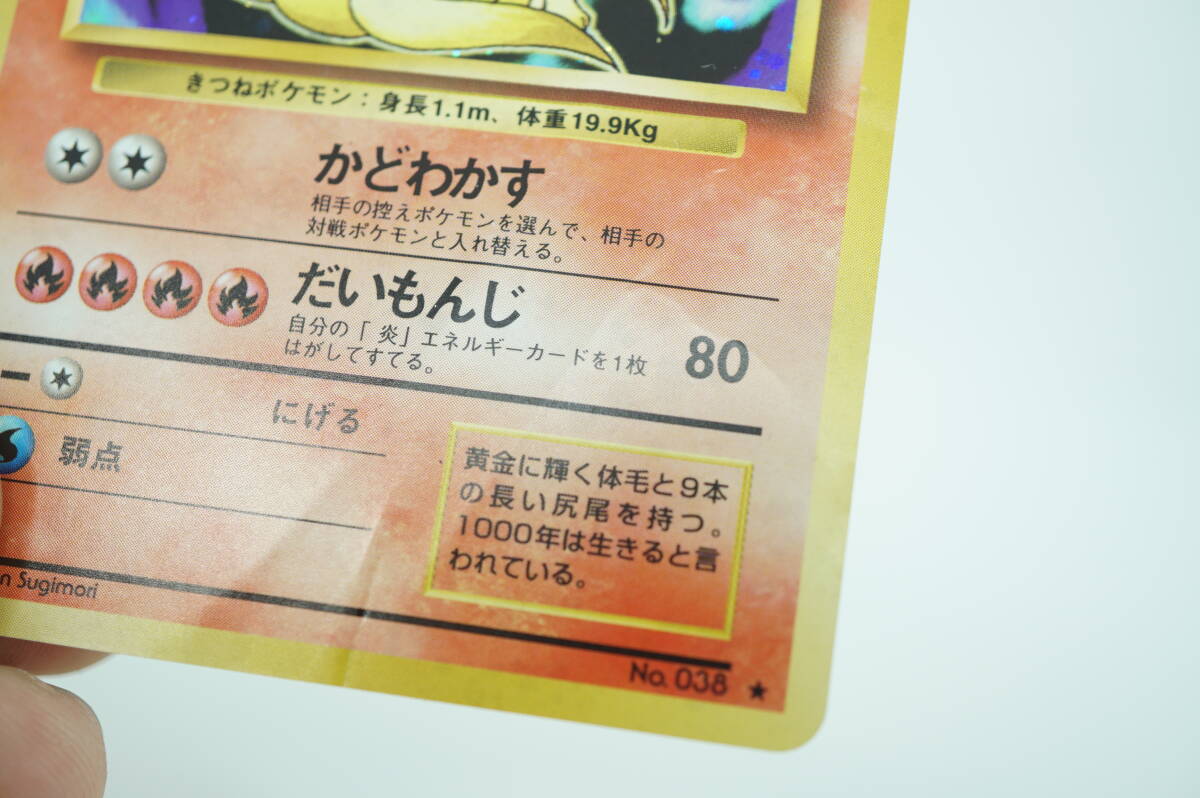 きつねポケモン：身長1.1m、体重19.9Kg
かどわかす
相手の控えポケモンを選んで、相手の
対戦ポケモンと入れ替える。
だいもんじ
自分の「炎」エネルギーカードを1枚
はがしてすてる。
80
にげる
弱点
黄金に輝く体毛と9本
の長い尻尾を持つ。
1000年は生きると言
われている。
n Sugimori
No. 038 ★